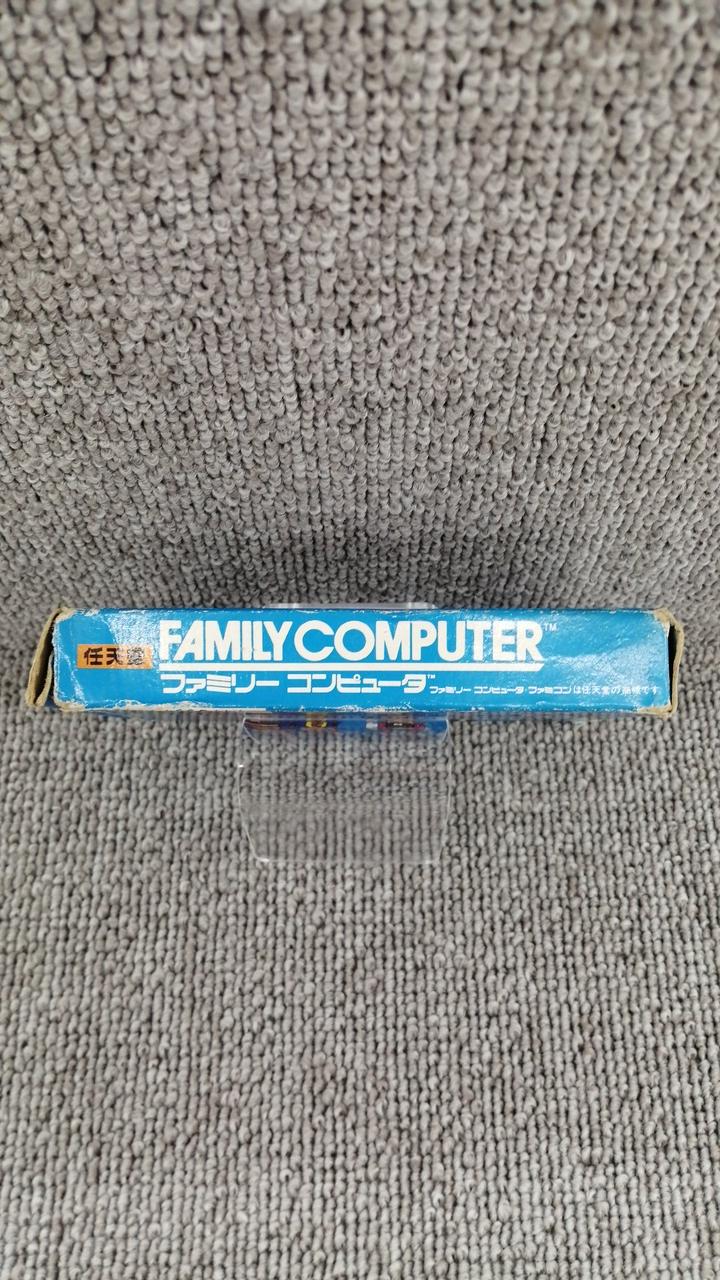 任天堂
FAMILY COMPUTER™
ファミリー コンピュータ™
ファミリー コンピュータ・ファミコンは任天堂の商標です。